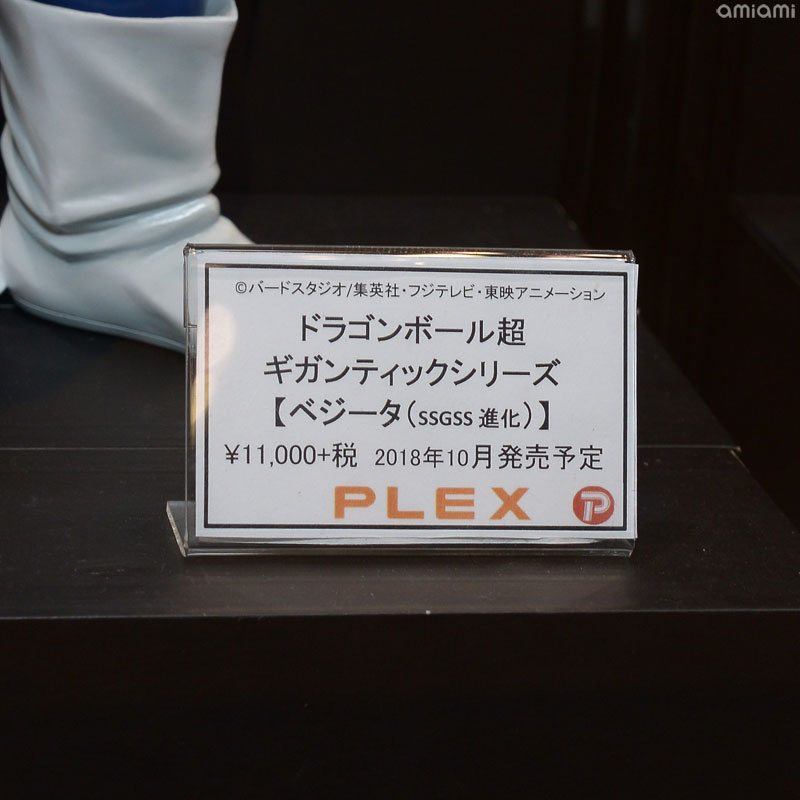 amiami
©バードスタジオ/集英社・フジテレビ・東映アニメーション
ドラゴンボール超
ギガンティックシリーズ
【ベジータ(SSGSS 進化)】
¥11,000+税 2018年10月発売予定
PLEX P